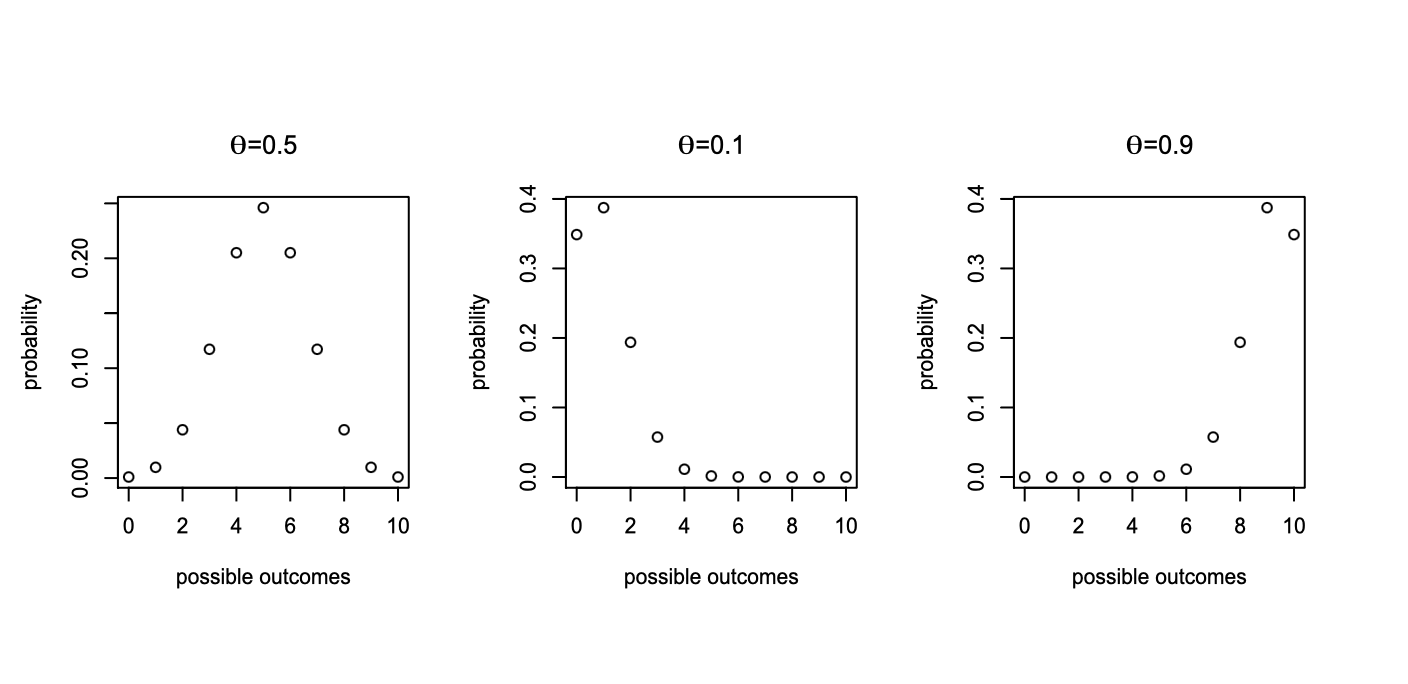 θ=0.5
probability
0.00 0.10 0.20
0 2 4 6 8 10
possible outcomes
θ=0.1
probability
0.0 0.1 0.2 0.3 0.4
0 2 4 6 8 10
possible outcomes
θ=0.9
probability
0.0 0.1 0.2 0.3 0.4
0 2 4 6 8 10
possible outcomes